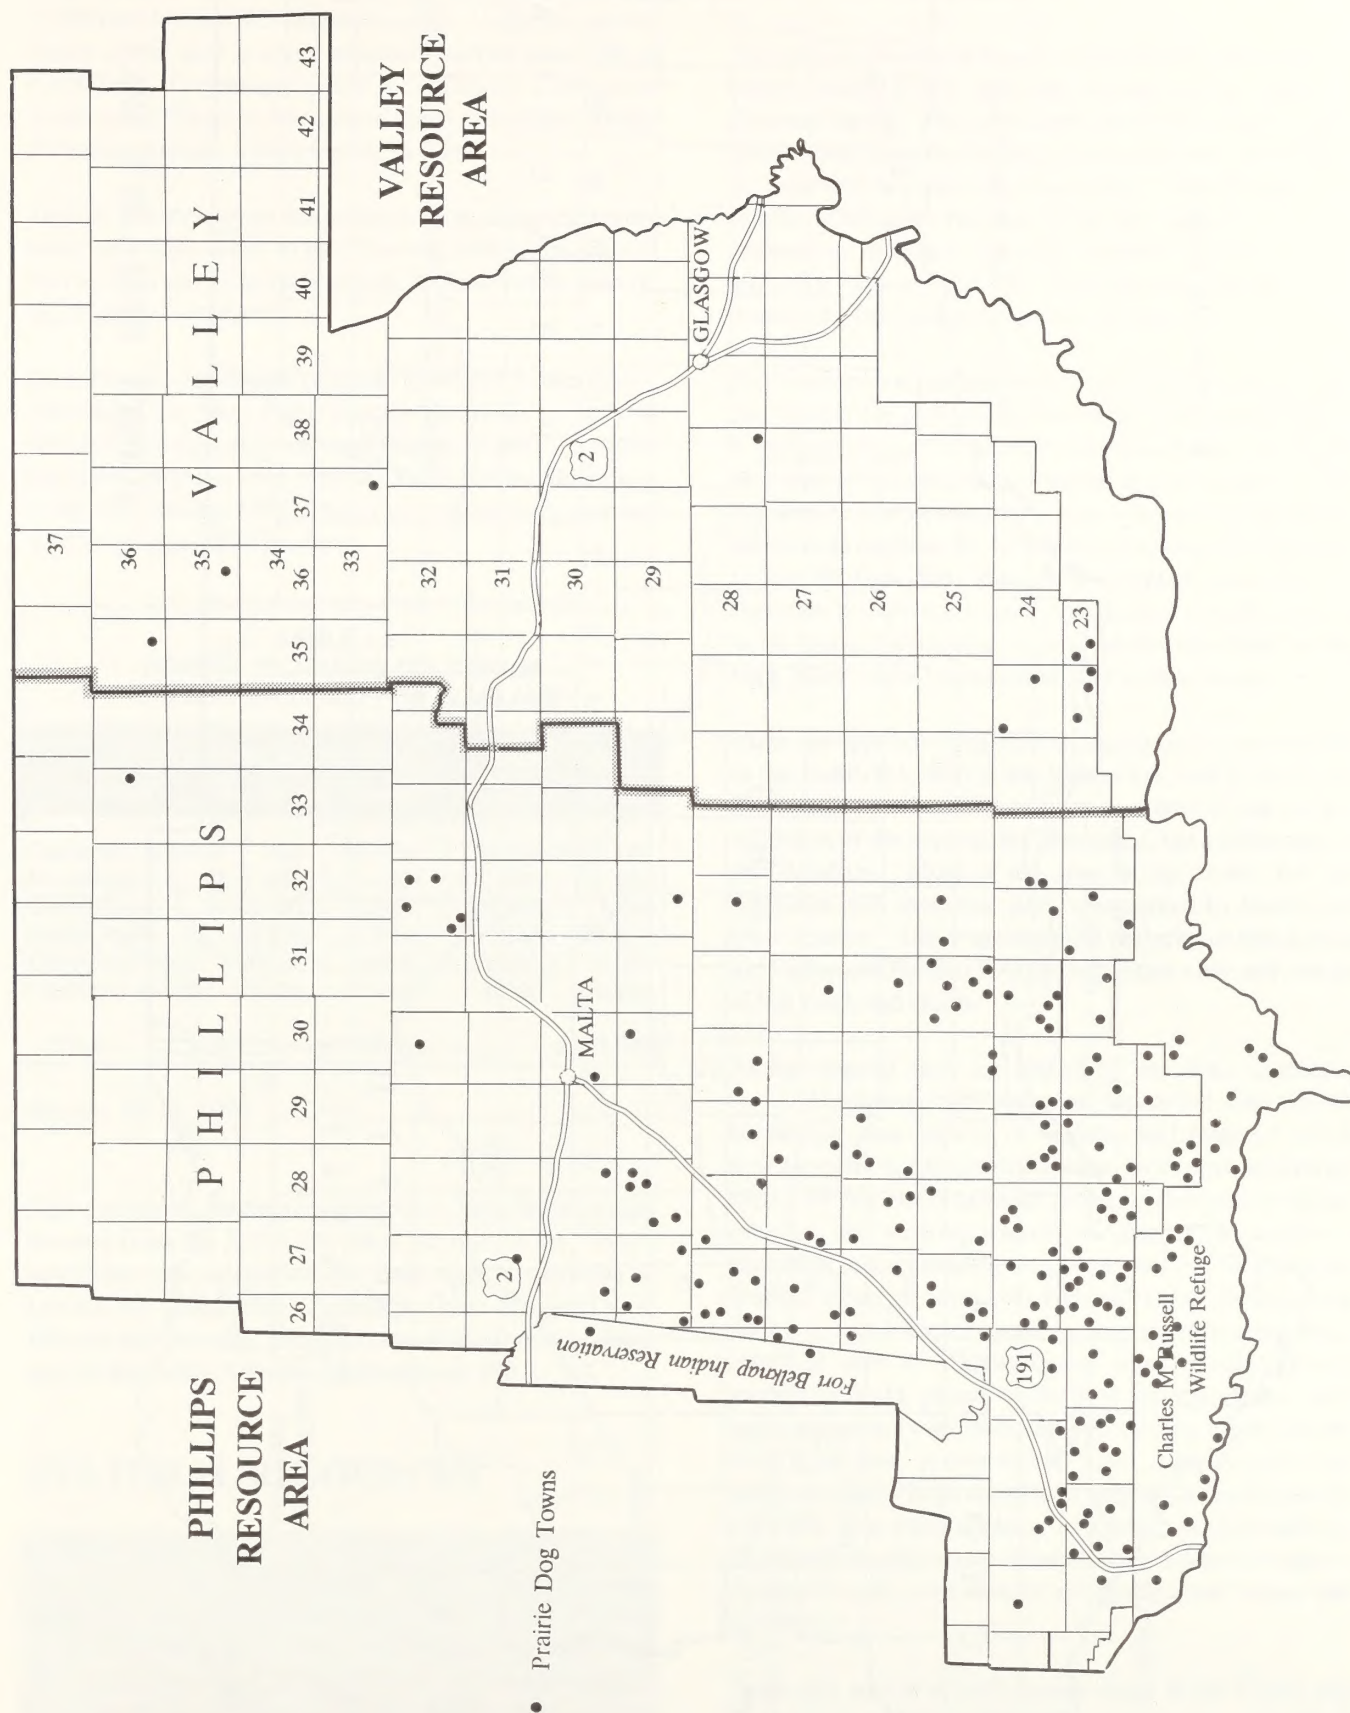 PHILLIPS
RESOURCE
AREA
VALLEY
RESOURCE
AREA
PHILLIPS
VALLEY
37
36
35
34
33
32
31
30
29
28
27
26
25
24
23
26
27
28
29
30
31
32
33
34
35
36
37
38
39
40
41
42
43
2
2
MALTA
GLASGOW
Fort Belknap Indian Reservation
191
Charles M Russell
Wildlife Refuge
Prairie Dog Towns